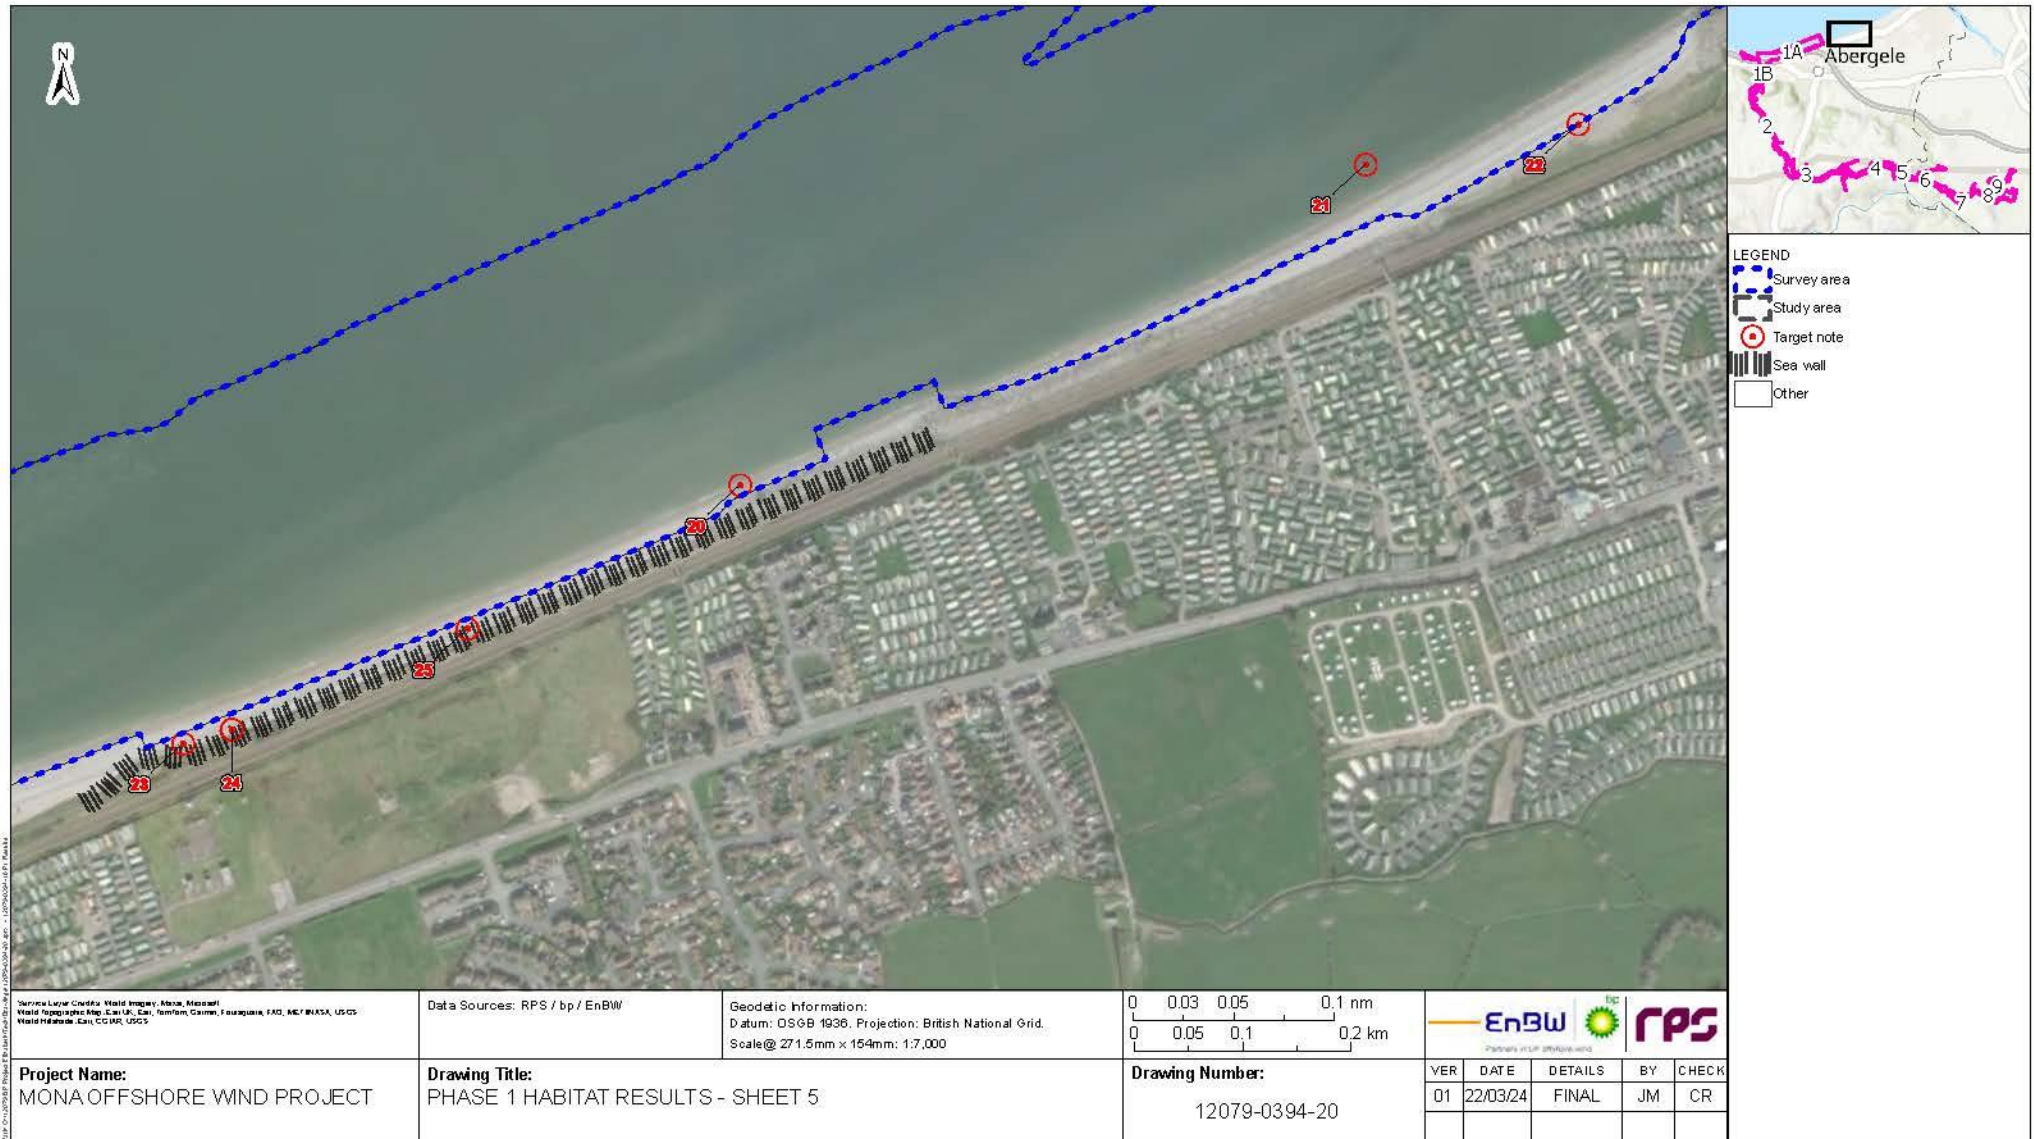 N
21
22
20
25
23
24
1A
Abergele
1B
2
3
4
5
6
7
8
9
LEGEND
Survey area
Study area
Target note
Sea wall
Other
Data Sources: RPS / bp / EnBW
Geodetic Information:
Datum: OSGB 1936. Projection: British National Grid.
Scale@ 271.5mm x 154mm: 1:7,000
0 0.03 0.05 0.1 nm
0 0.05 0.1 0.2 km
EnBW
bp
rps
Partners in UK offshore wind
Project Name:
MONA OFFSHORE WIND PROJECT
Drawing Title:
PHASE 1 HABITAT RESULTS - SHEET 5
Drawing Number:
12079-0394-20
VER DATE DETAILS BY CHECK
01 22/03/24 FINAL JM CR